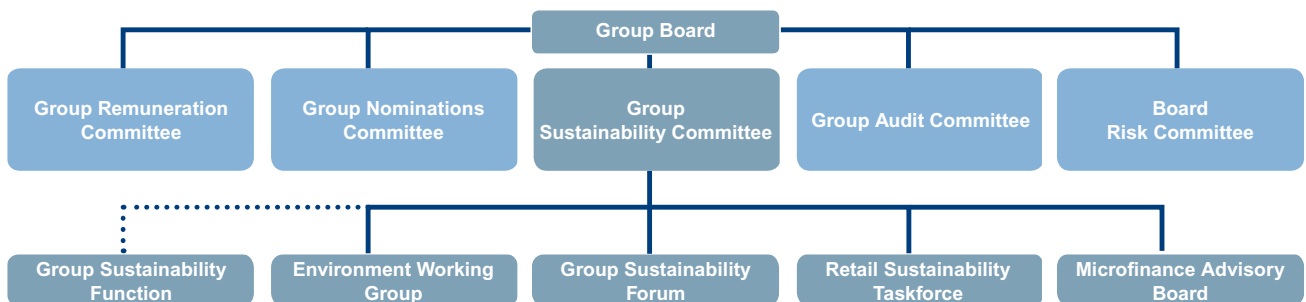 Group Board
Group Remuneration
Committee
Group Nominations
Committee
Group
Sustainability Committee
Group Audit Committee
Board
Risk Committee
Group Sustainability
Function
Environment Working
Group
Group Sustainability
Forum
Retail Sustainability
Taskforce
Microfinance Advisory
Board